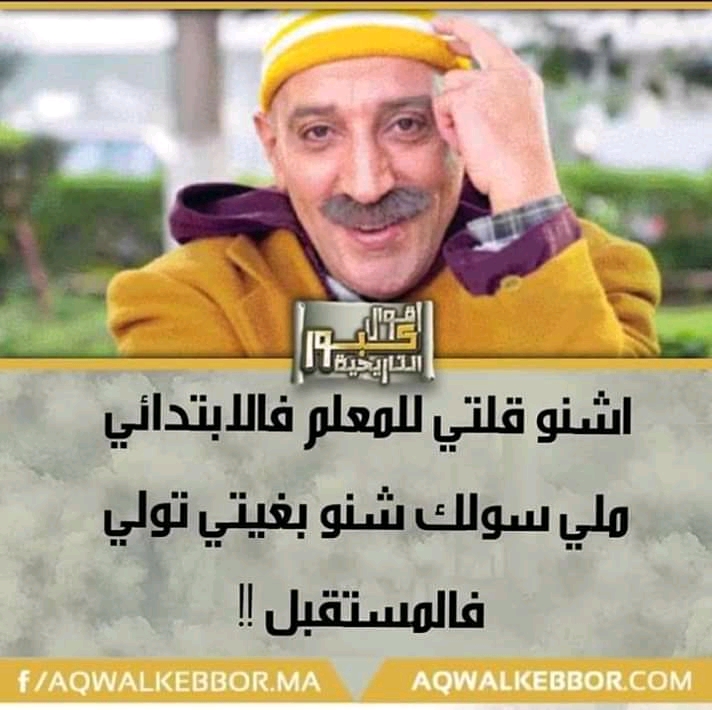 أقوال
كبور
التاريخية
اشنو قلتي للمعلم فالابتدائي
ملي سولك شنو بغيتي تولي
فالمستقبل !!
f/AQWALKEBBOR.MA
AQWALKEBBOR.COM